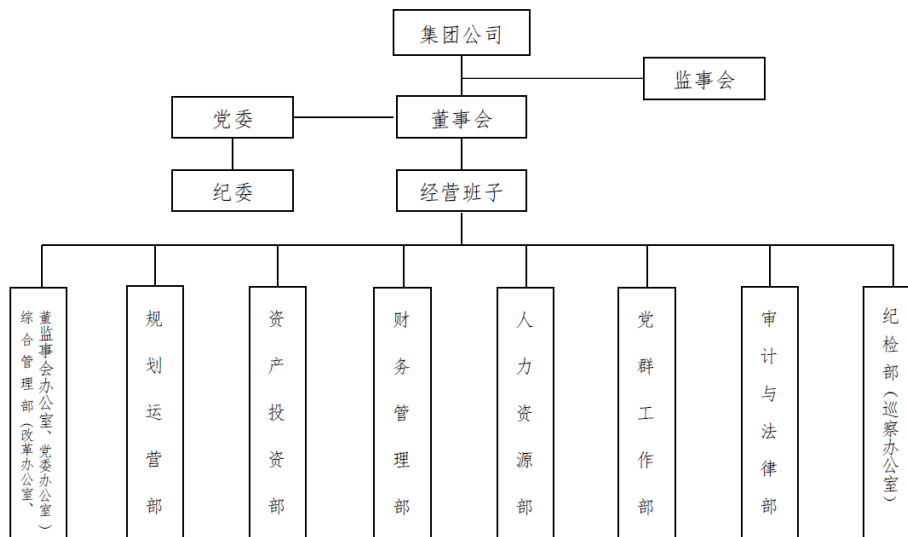 集团公司
监事会
党委
董事会
纪委
经营班子
综合管理部（改革办公室、
董监事会办公室、党委办公室）
规划运营部
资产投资部
财务管理部
人力资源部
党群工作部
审计与法律部
纪检部（巡察办公室）